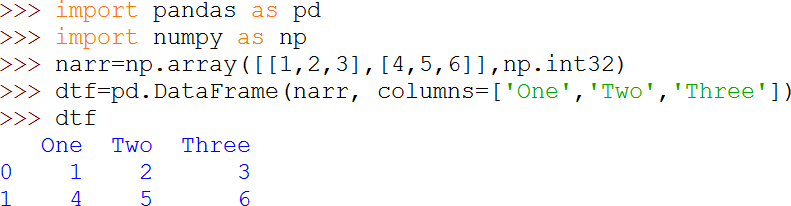 >>> import pandas as pd
>>> import numpy as np
>>> narr=np.array([[1,2,3],[4,5,6]],np.int32)
>>> dtf=pd.DataFrame(narr, columns=['One','Two','Three'])
>>> dtf
   One  Two  Three
0    1    2      3
1    4    5      6